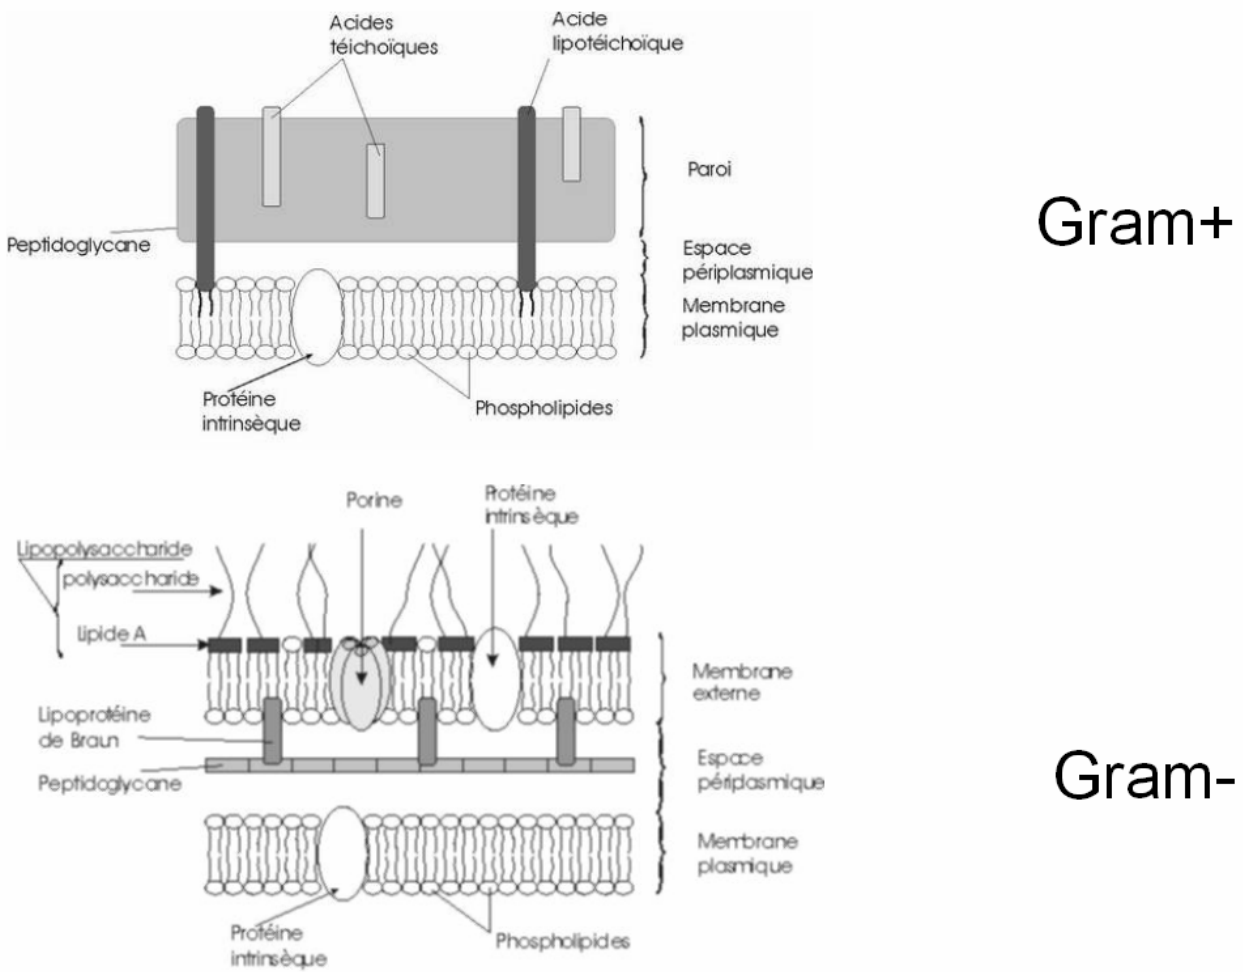 Acides
téichoïques
Acide
lipotéichoïque
Paroi
Gram+
Peptidoglycane
Espace
périplasmique
Membrane
plasmique
Protéine
intrinsèque
Phospholipides
Porine
Protéine
intrinsèque
Lipopolysaccharide
polysaccharide
Lipide A
Membrane
externe
Lipoprotéine
de Braun
Espace
périplasmique
Gram-
Peptidoglycane
Membrane
plasmique
Protéine
intrinsèque
Phospholipides